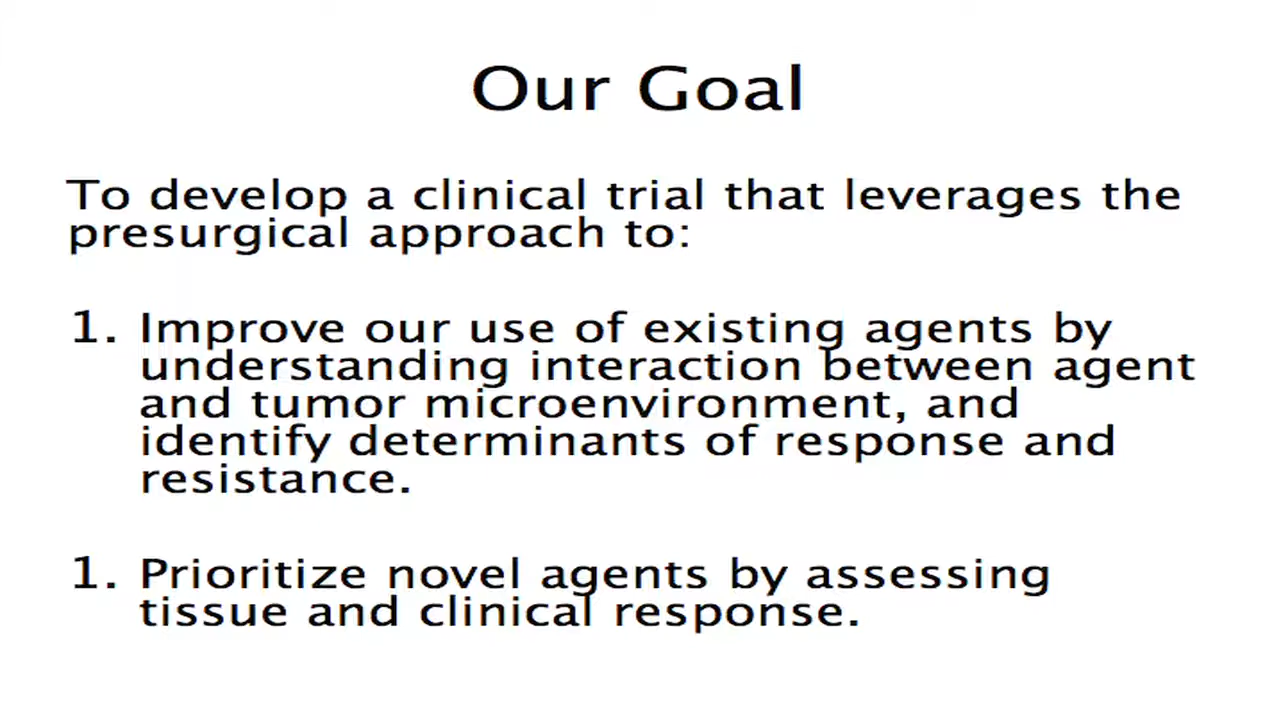 Our Goal
To develop a clinical trial that leverages the
presurgical approach to:
1. Improve our use of existing agents by
understanding interaction between agent
and tumor microenvironment, and
identify determinants of response and
resistance.
1. Prioritize novel agents by assessing
tissue and clinical response.